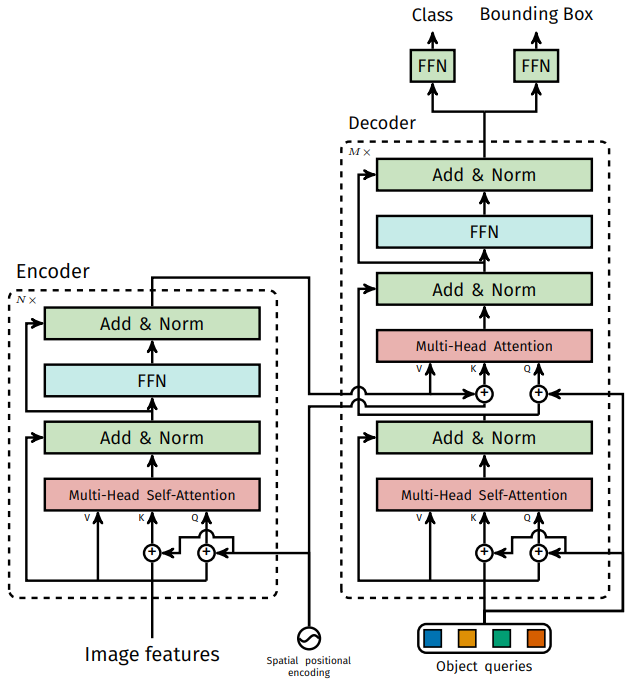 Class
Bounding Box
FFN
FFN
Decoder
M×
Add & Norm
FFN
Add & Norm
Multi-Head Attention
V
K
Q
+
+
Add & Norm
Multi-Head Self-Attention
V
K
Q
+
+
Object queries
Encoder
N×
Add & Norm
FFN
Add & Norm
Multi-Head Self-Attention
V
K
Q
+
+
Image features
Spatial positional
encoding